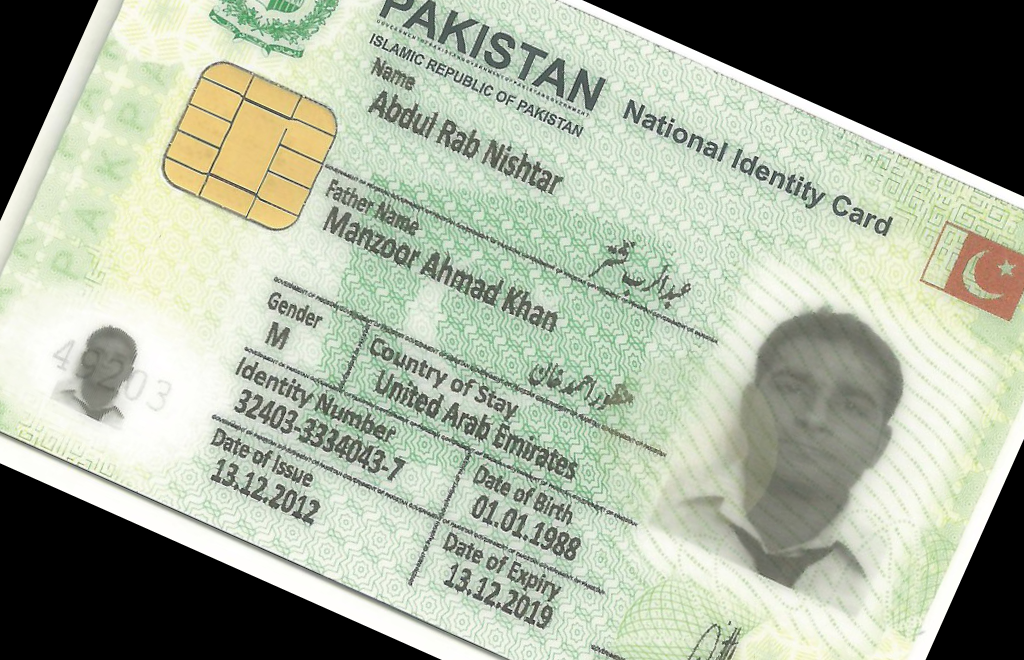 PAKISTAN
ISLAMIC REPUBLIC OF PAKISTAN
National Identity Card
Name
Abdul Rab Nishtar
عبدالرب نشتر
Father Name
Manzoor Ahmad Khan
منظور احمد خان
Gender
M
Country of Stay
United Arab Emirates
Identity Number
32403-3334043-7
Date of Birth
01.01.1988
Date of Issue
13.12.2012
Date of Expiry
13.12.2019
PAK